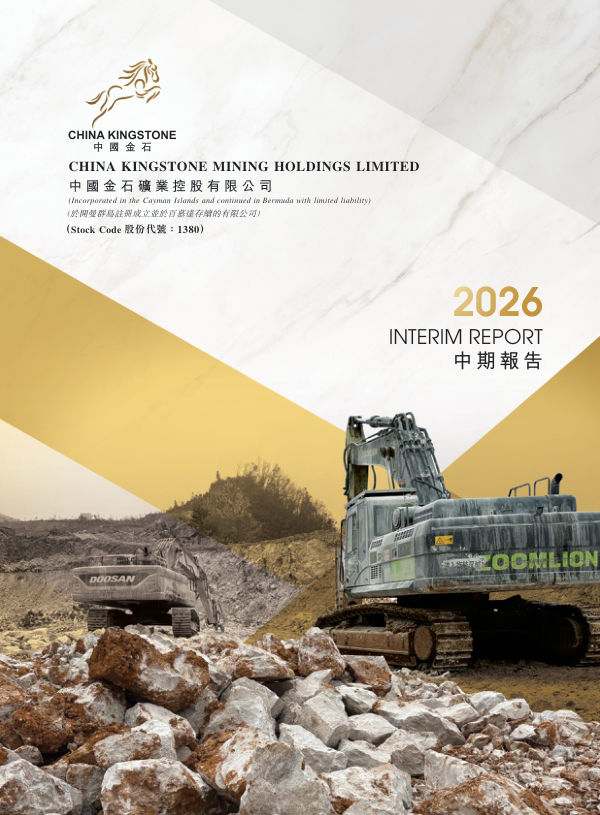 CHINA KINGSTONE
中國金石
CHINA KINGSTONE MINING HOLDINGS LIMITED
中國金石礦業控股有限公司
(Incorporated in the Cayman Islands and continued in Bermuda with limited liability)
(於開曼群島註冊成立並於百慕達存續的有限公司)
(Stock Code 股份代號：1380)
2026
INTERIM REPORT
中期報告
DOOSAN
ZOOMLION